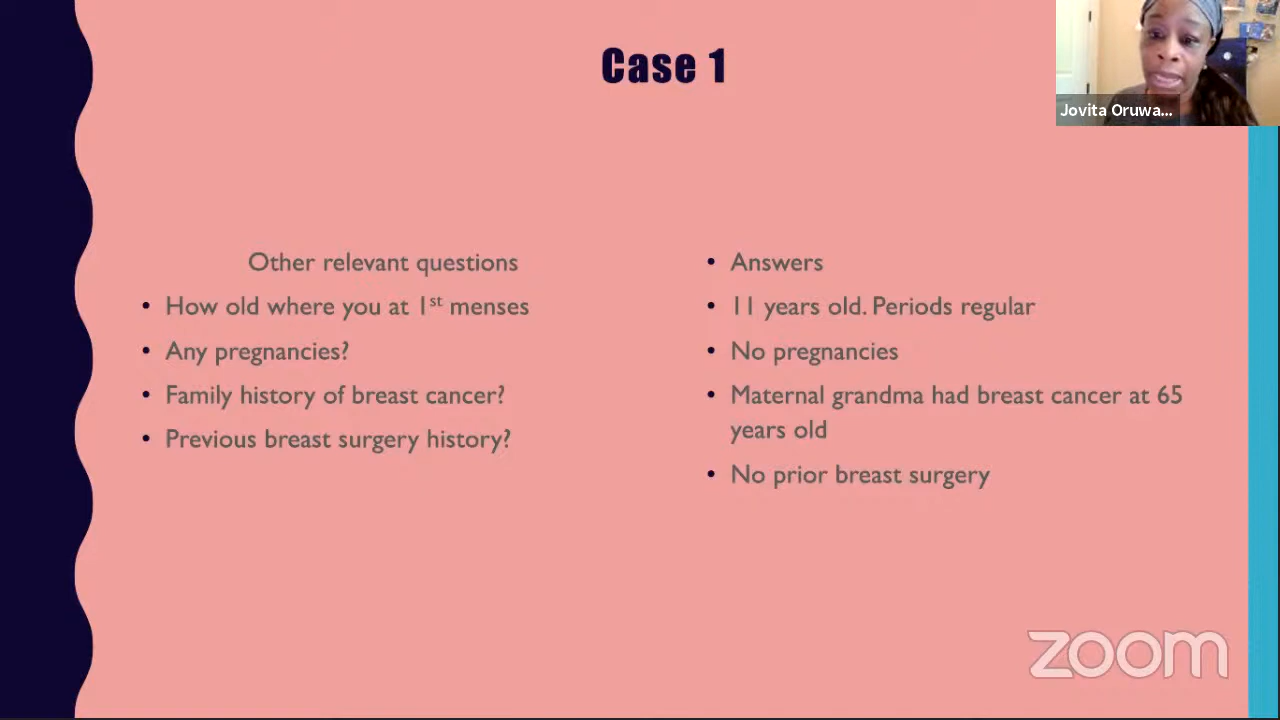 Case 1
Jovita Oruwa...
Other relevant questions
• How old where you at 1st menses
• Any pregnancies?
• Family history of breast cancer?
• Previous breast surgery history?
• Answers
• 11 years old. Periods regular
• No pregnancies
• Maternal grandma had breast cancer at 65
years old
• No prior breast surgery
zoom